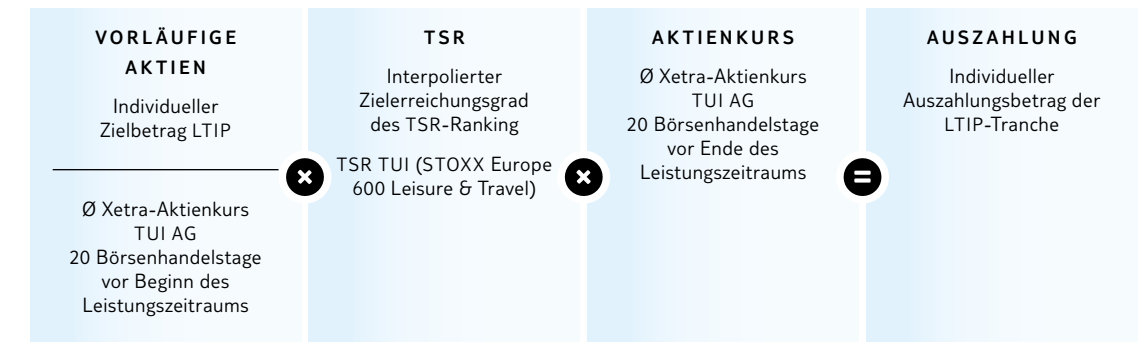 VORLÄUFIGE
AKTIEN
Individueller
Zielbetrag LTIP
Ø Xetra-Aktienkurs
TUI AG
20 Börsenhandelstage
vor Beginn des
Leistungszeitraums
×
TSR
Interpolierter
Zielerreichungsgrad
des TSR-Ranking
TSR TUI (STOXX Europe
600 Leisure & Travel)
×
AKTIENKURS
Ø Xetra-Aktienkurs
TUI AG
20 Börsenhandelstage
vor Ende des
Leistungszeitraums
=
AUSZAHLUNG
Individueller
Auszahlungsbetrag der
LTIP-Tranche